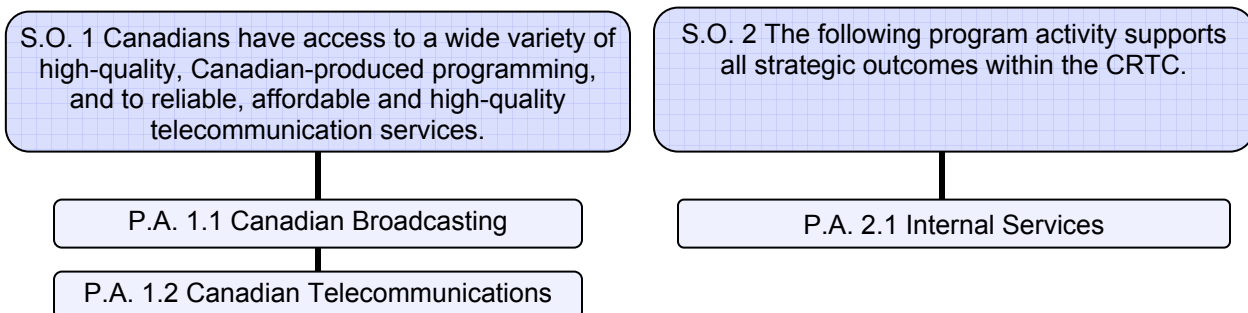 S.O. 1 Canadians have access to a wide variety of
high-quality, Canadian-produced programming,
and to reliable, affordable and high-quality
telecommunication services.
P.A. 1.1 Canadian Broadcasting
P.A. 1.2 Canadian Telecommunications
S.O. 2 The following program activity supports
all strategic outcomes within the CRTC.
P.A. 2.1 Internal Services